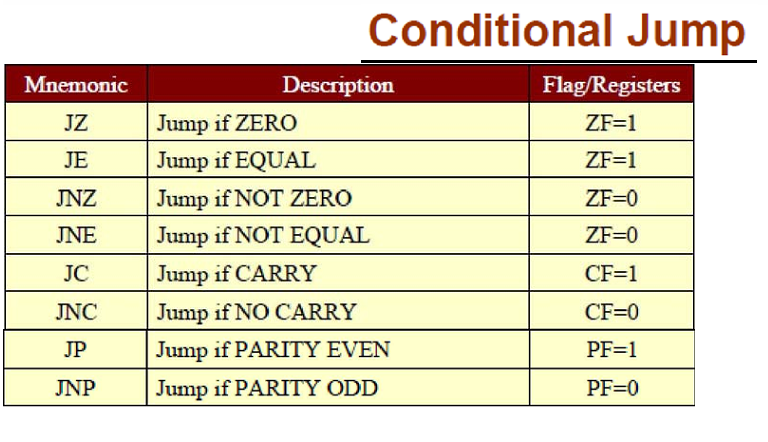 Conditional Jump
Mnemonic Description Flag/Registers
JZ Jump if ZERO ZF=1
JE Jump if EQUAL ZF=1
JNZ Jump if NOT ZERO ZF=0
JNE Jump if NOT EQUAL ZF=0
JC Jump if CARRY CF=1
JNC Jump if NO CARRY CF=0
JP Jump if PARITY EVEN PF=1
JNP Jump if PARITY ODD PF=0